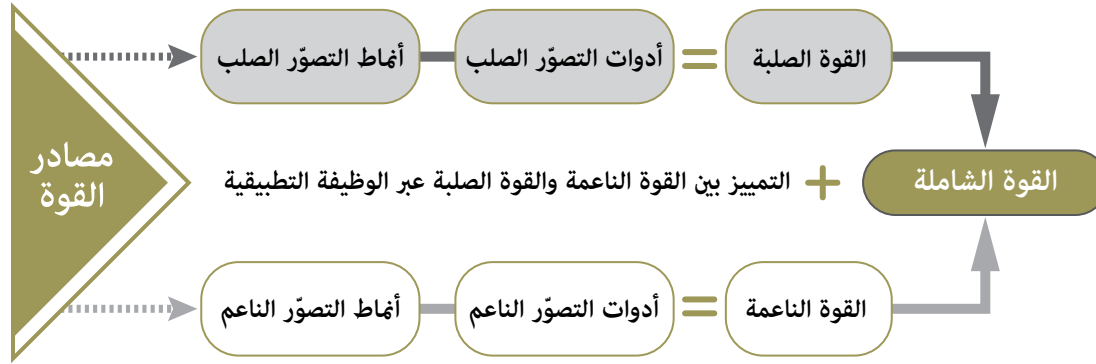 مصادر
القوة
أنماط التصوّر الصلب
أدوات التصوّر الصلب
=
القوة الصلبة
التمييز بين القوة الناعمة والقوة الصلبة عبر الوظيفة التطبيقية
+
القوة الشاملة
أنماط التصوّر الناعم
أدوات التصوّر الناعم
=
القوة الناعمة